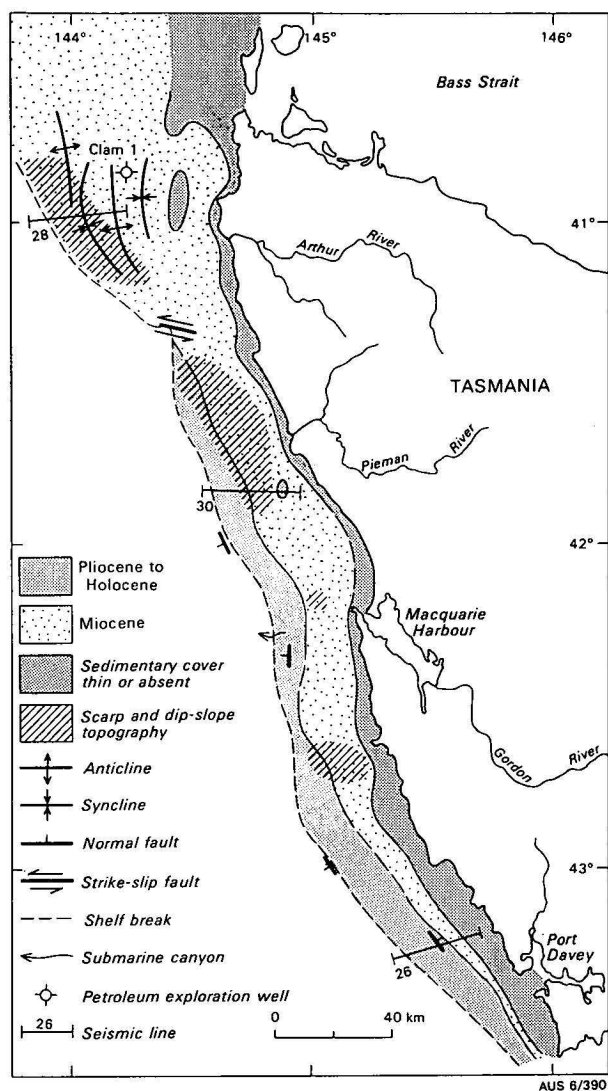 144°
145°
146°
Bass Strait
Clam 1
41°
28
Arthur River
TASMANIA
Pieman River
30
42°
Pliocene to
Holocene
Miocene
Macquarie
Harbour
Sedimentary cover
thin or absent
Scarp and dip-slope
topography
Gordon River
Anticline
Syncline
Normal fault
43°
Strike-slip fault
Shelf break
Port
Davey
Submarine canyon
26
Petroleum exploration well
26
Seismic line
0 40 km
AUS 6/390